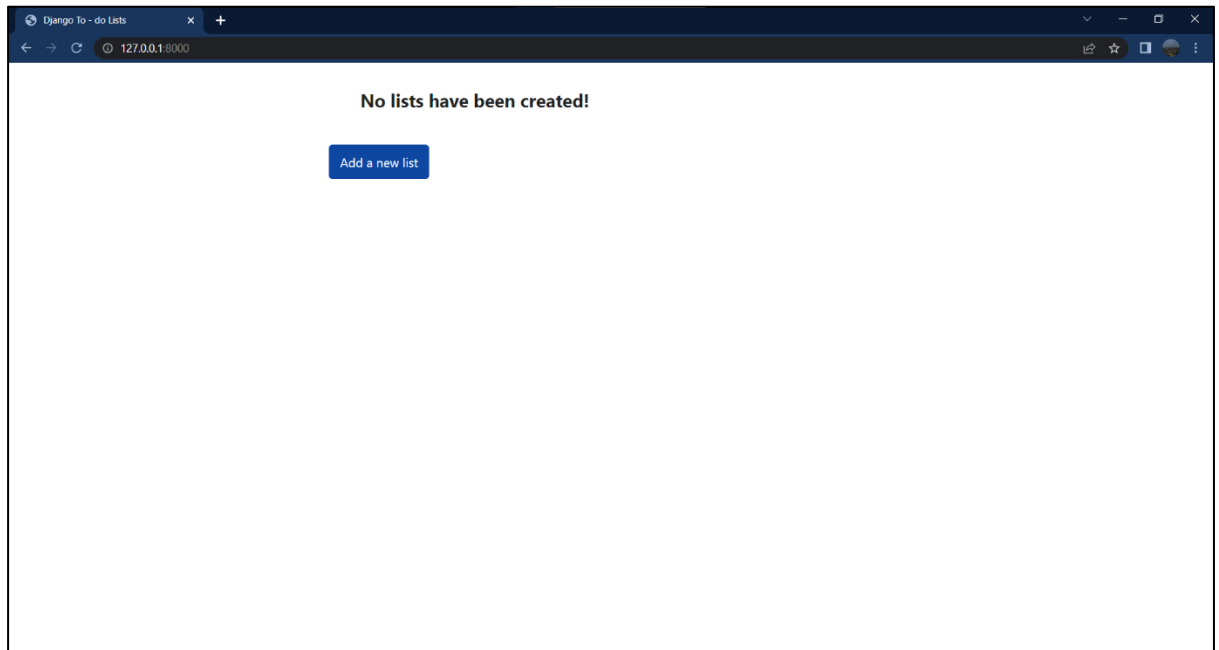 Django To - do Lists
127.0.0.1:8000
No lists have been created!
Add a new list